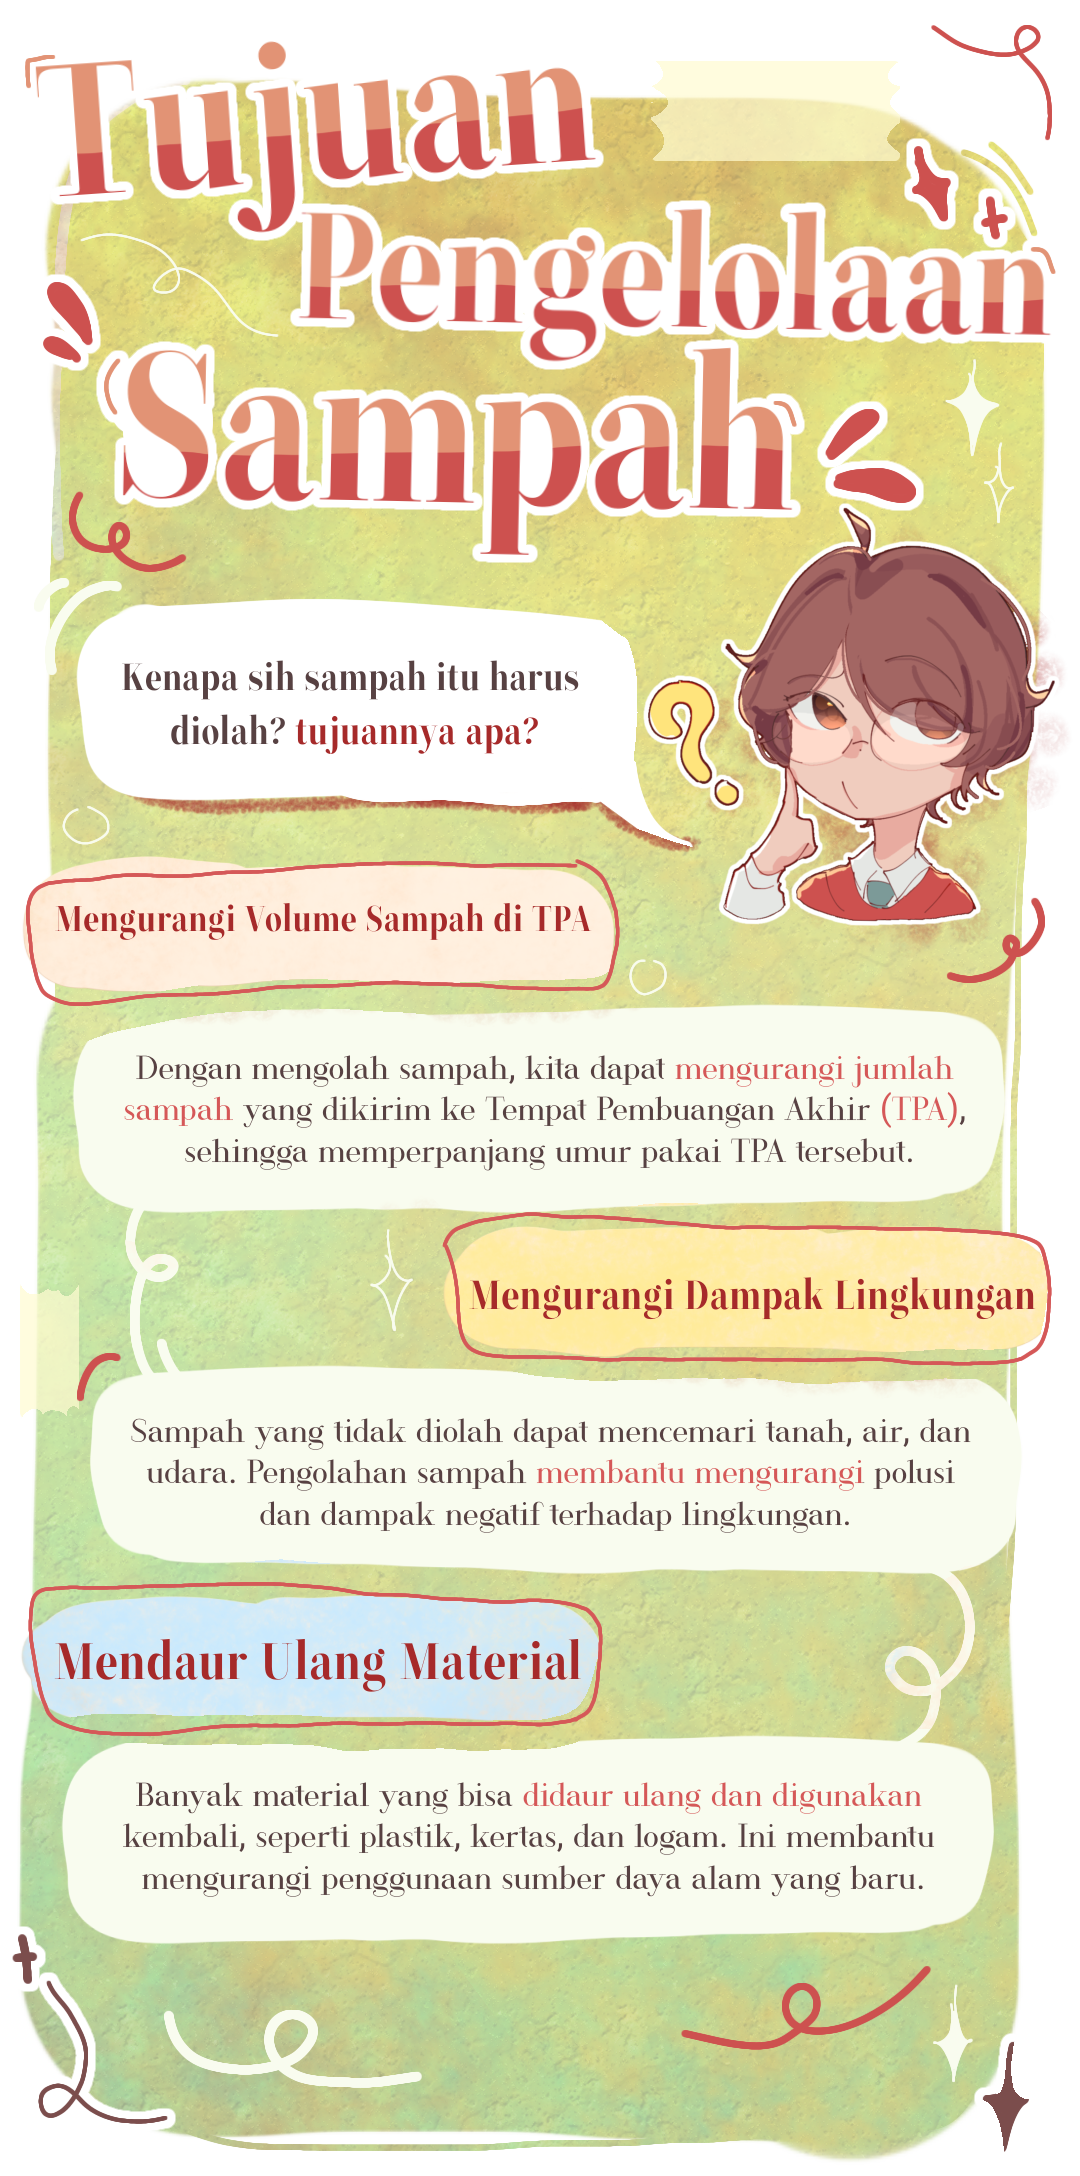 Tujuan
Pengelolaan
Sampah
Kenapa sih sampah itu harus
diolah? tujuannya apa?
Mengurangi Volume Sampah di TPA
Dengan mengolah sampah, kita dapat mengurangi jumlah
sampah yang dikirim ke Tempat Pembuangan Akhir (TPA),
sehingga memperpanjang umur pakai TPA tersebut.
Mengurangi Dampak Lingkungan
Sampah yang tidak diolah dapat mencemari tanah, air, dan
udara. Pengolahan sampah membantu mengurangi polusi
dan dampak negatif terhadap lingkungan.
Mendaur Ulang Material
Banyak material yang bisa didaur ulang dan digunakan
kembali, seperti plastik, kertas, dan logam. Ini membantu
mengurangi penggunaan sumber daya alam yang baru.